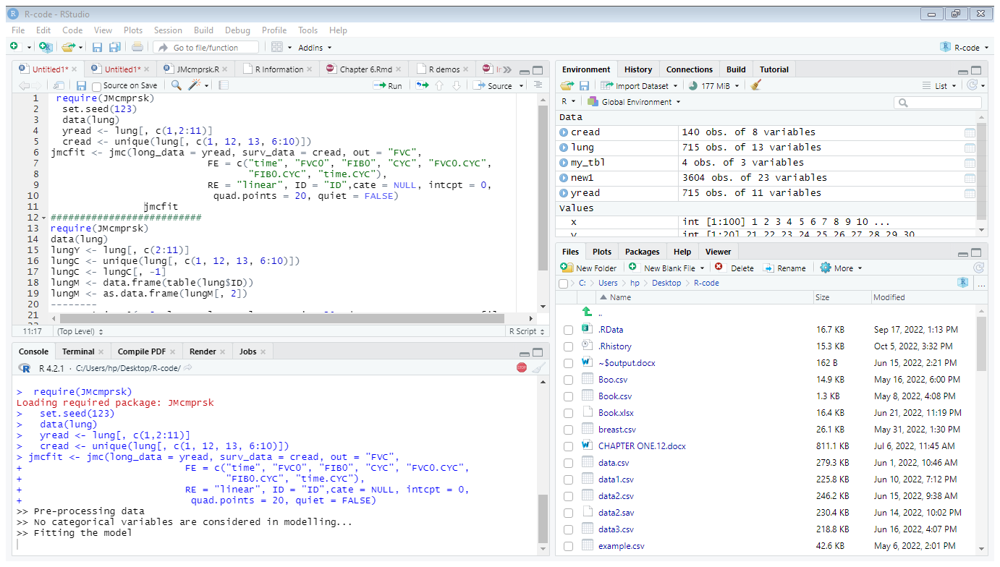 R-code - RStudio
File Edit Code View Plots Session Build Debug Profile Tools Help
Go to file/function Addins R-code
Untitled1* Untitled1* JMcmprsk.R R Information Chapter 6.Rmd R demos
Source on Save Run Source
1 require(JMcmprsk)
2 set.seed(123)
3 data(lung)
4 yread <- lung[, c(1,2:11)]
5 cread <- unique(lung[, c(1, 12, 13, 6:10)])
6 jmcfit <- jmc(long_data = yread, surv_data = cread, out = "FVC",
7 FE = c("time", "FVC0", "FIB0", "CYC", "FVC0.CYC",
8 "FIB0.CYC", "time.CYC"),
9 RE = "linear", ID = "ID",cate = NULL, intcpt = 0,
10 quad.points = 20, quiet = FALSE)
11 jmcfit
12 ##########################
13 require(JMcmprsk)
14 data(lung)
15 lungY <- lung[, c(2:11)]
16 lungC <- unique(lung[, c(1, 12, 13, 6:10)])
17 lungC <- lungC[, -1]
18 lungM <- data.frame(table(lung$ID))
19 lungM <- as.data.frame(lungM[, 2])
20 --------
21
11:17 (Top Level) R Script
Console Terminal Compile PDF Render Jobs
R 4.2.1 · C:/Users/hp/Desktop/R-code/
> require(JMcmprsk)
Loading required package: JMcmprsk
> set.seed(123)
> data(lung)
> yread <- lung[, c(1,2:11)]
> cread <- unique(lung[, c(1, 12, 13, 6:10)])
> jmcfit <- jmc(long_data = yread, surv_data = cread, out = "FVC",
+ FE = c("time", "FVC0", "FIB0", "CYC", "FVC0.CYC",
+ "FIB0.CYC", "time.CYC"),
+ RE = "linear", ID = "ID",cate = NULL, intcpt = 0,
+ quad.points = 20, quiet = FALSE)
>> Pre-processing data
>> No categorical variables are considered in modelling...
>> Fitting the model
Environment History Connections Build Tutorial
Import Dataset 177 MiB List
R Global Environment
Data
cread 140 obs. of 8 variables
lung 715 obs. of 13 variables
my_tbl 4 obs. of 3 variables
new1 3604 obs. of 23 variables
yread 715 obs. of 11 variables
Values
x int [1:100] 1 2 3 4 5 6 7 8 9 10 ...
y int [1:20] 21 22 23 24 25 26 27 28 29 30
Files Plots Packages Help Viewer
New Folder New Blank File Delete Rename More
C: Users hp Desktop R-code ...
Name Size Modified
..
.RData 16.7 KB Sep 17, 2022, 1:13 PM
.Rhistory 15.3 KB Oct 5, 2022, 3:32 PM
~$output.docx 162 B Jun 15, 2022, 2:21 PM
Boo.csv 14.9 KB May 16, 2022, 6:00 PM
Book.csv 1.3 KB May 8, 2022, 4:08 PM
Book.xlsx 16.4 KB Jun 21, 2022, 11:19 PM
breast.csv 26.1 KB May 31, 2022, 1:30 PM
CHAPTER ONE.12.docx 811.1 KB Jul 6, 2022, 11:45 AM
data.csv 279.3 KB Jun 1, 2022, 10:46 AM
data1.csv 225.8 KB Jun 10, 2022, 7:12 PM
data2.csv 246.2 KB Jun 15, 2022, 9:38 AM
data2.sav 230.4 KB Jun 14, 2022, 10:02 PM
data3.csv 218.8 KB Jun 16, 2022, 4:07 PM
example.csv 42.6 KB May 6, 2022, 2:01 PM